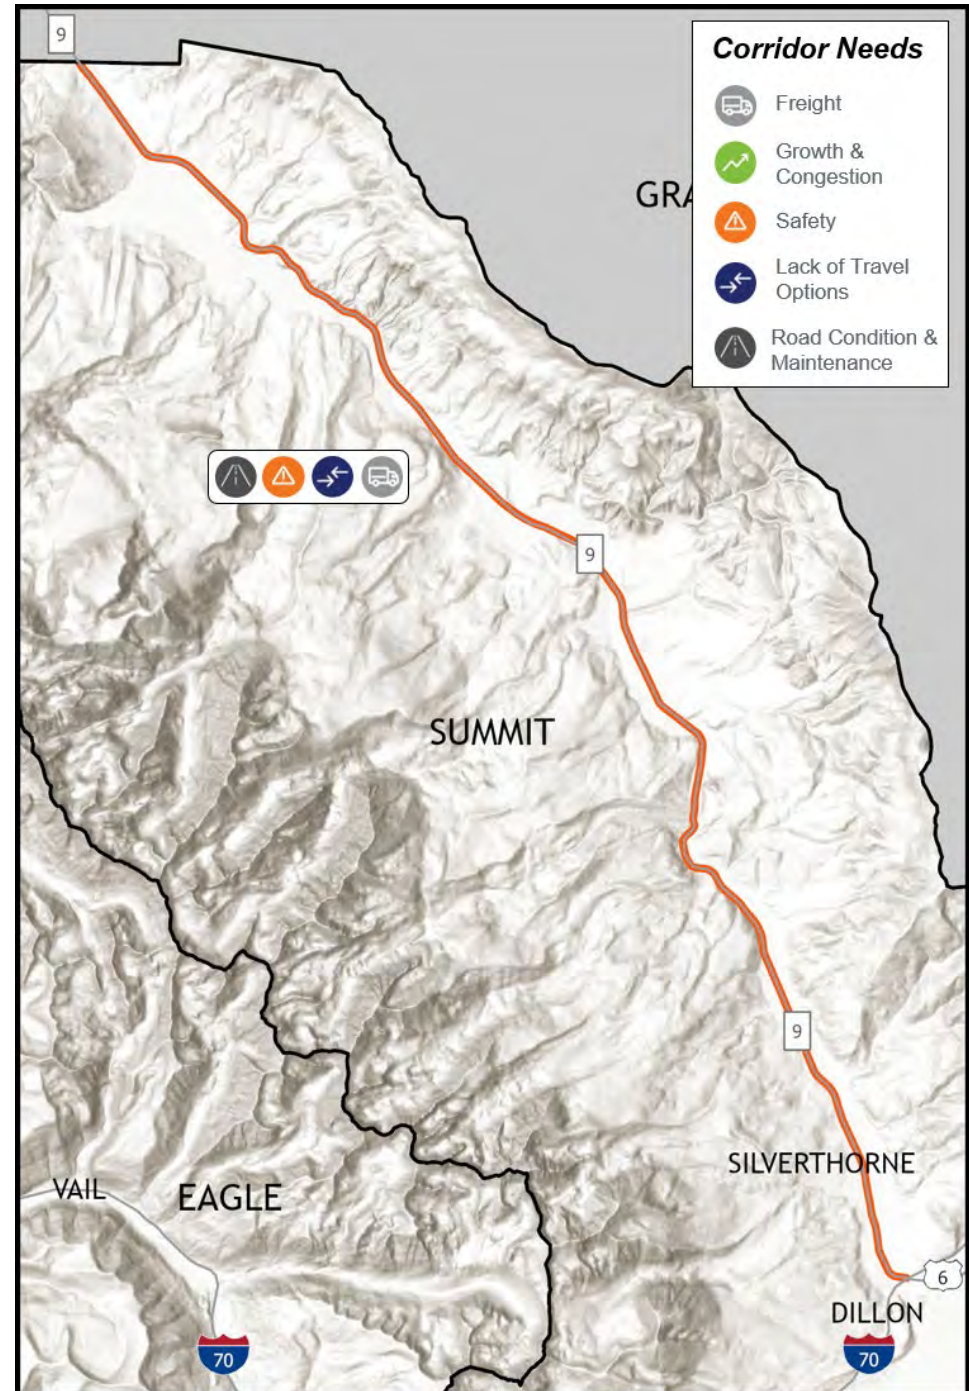 9
Corridor Needs
Freight
Growth &
Congestion
GRA
Safety
Lack of Travel
Options
Road Condition &
Maintenance
9
SUMMIT
9
SILVERTHORNE
VAIL
EAGLE
6
DILLON
70
70